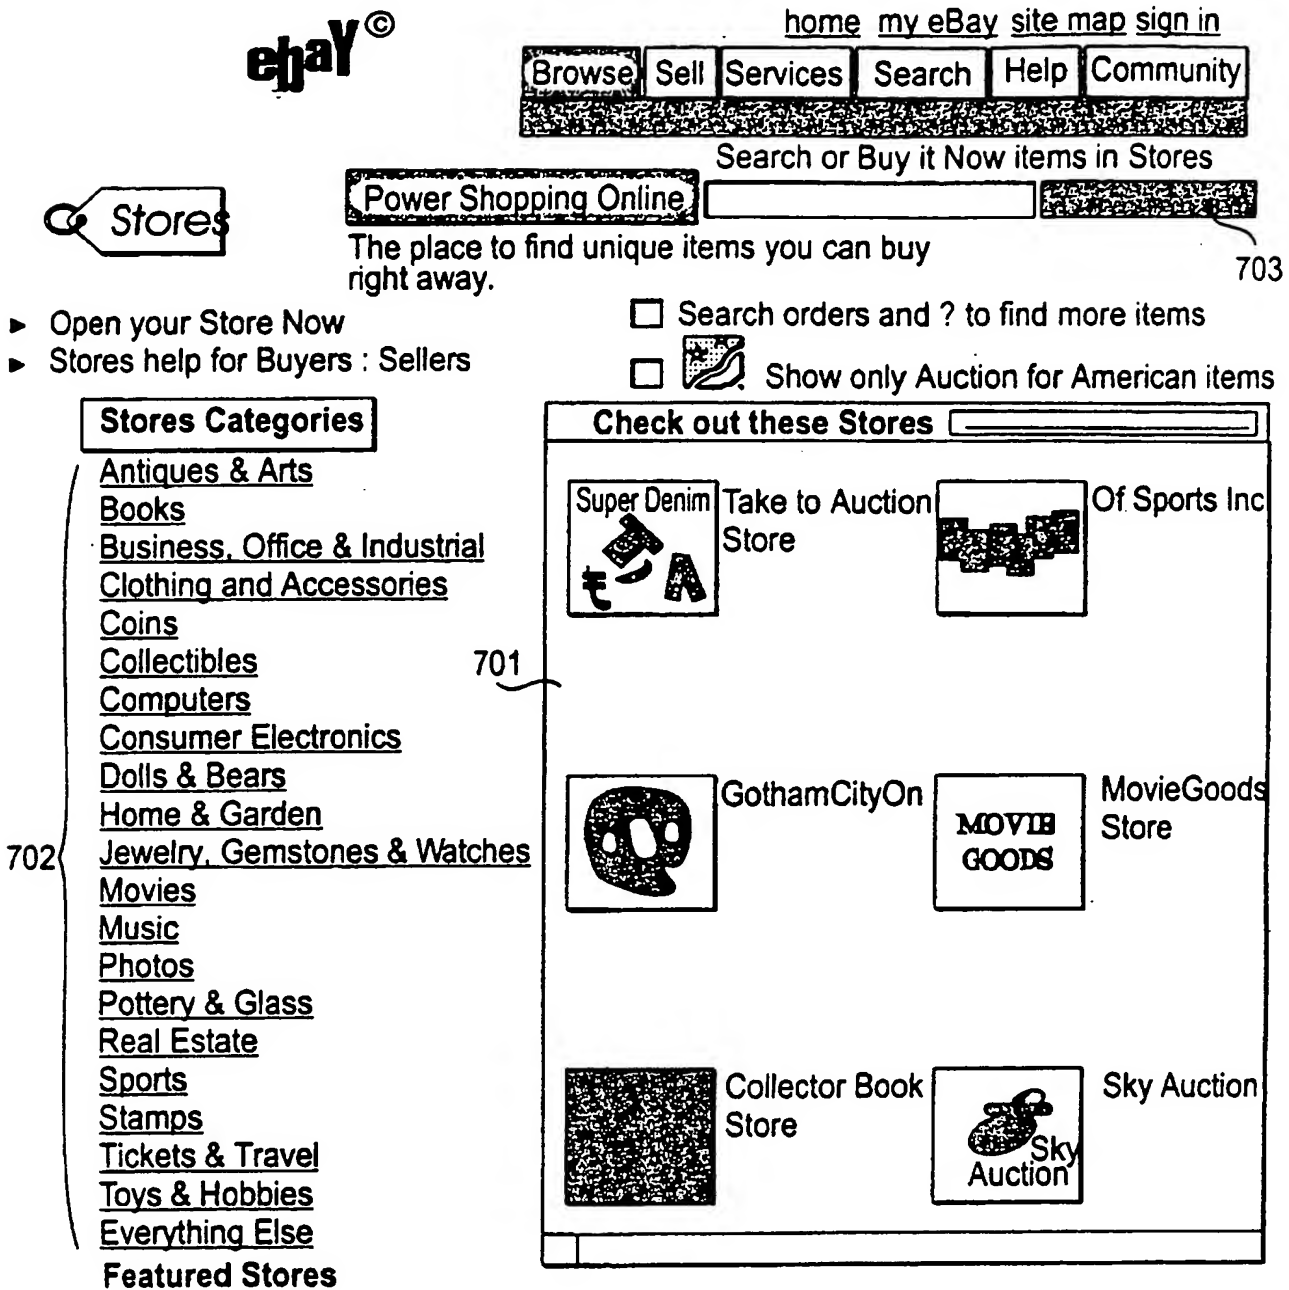 ebaY©
home my eBay site map sign in
Browse Sell Services Search Help Community
Search or Buy it Now items in Stores
Stores
Power Shopping Online
703
The place to find unique items you can buy
right away.
► Open your Store Now
► Stores help for Buyers : Sellers
Search orders and ? to find more items
Show only Auction for American items
Stores Categories
Antiques & Arts
Books
Business, Office & Industrial
Clothing and Accessories
Coins
Collectibles
Computers
Consumer Electronics
Dolls & Bears
Home & Garden
702
Jewelry, Gemstones & Watches
Movies
Music
Photos
Pottery & Glass
Real Estate
Sports
Stamps
Tickets & Travel
Toys & Hobbies
Everything Else
Featured Stores
701
Check out these Stores
Super Denim
Take to Auction
Store
Of Sports Inc
GothamCityOn
MOVIE
GOODS
MovieGoods
Store
Collector Book
Store
Sky
Auction
Sky Auction